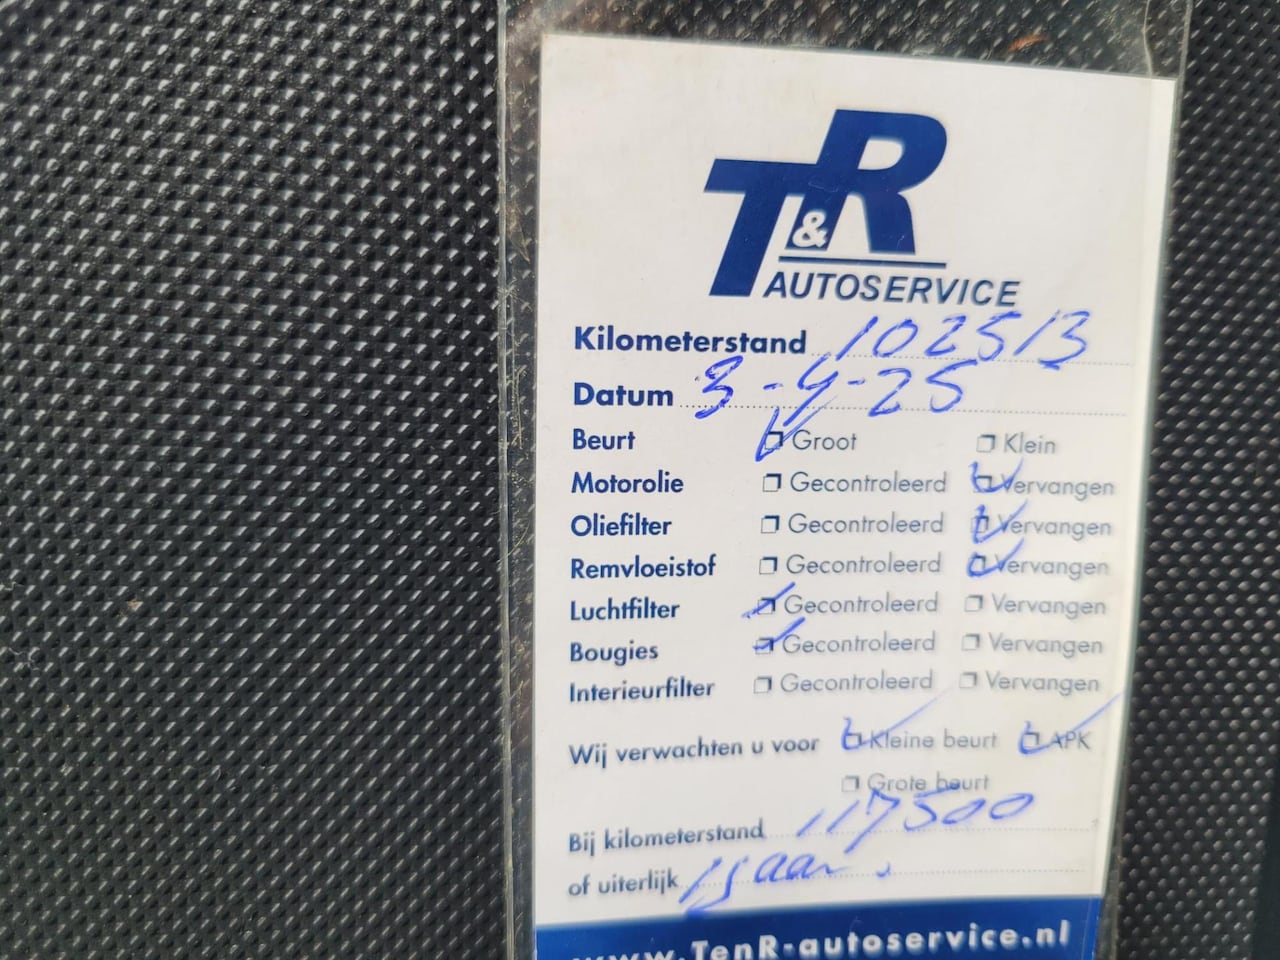 T&R
AUTOSERVICE
Kilometerstand 102513
Datum 3-4-25
Beurt Groot Klein
Motorolie Gecontroleerd Vervangen
Oliefilter Gecontroleerd Vervangen
Remvloeistof Gecontroleerd Vervangen
Luchtfilter Gecontroleerd Vervangen
Bougies Gecontroleerd Vervangen
Interieurfilter Gecontroleerd Vervangen
Wij verwachten u voor Kleine beurt APK
Grote beurt
Bij kilometerstand 117500
of uiterlijk 1 jaar.
www.TenR-autoservice.nl